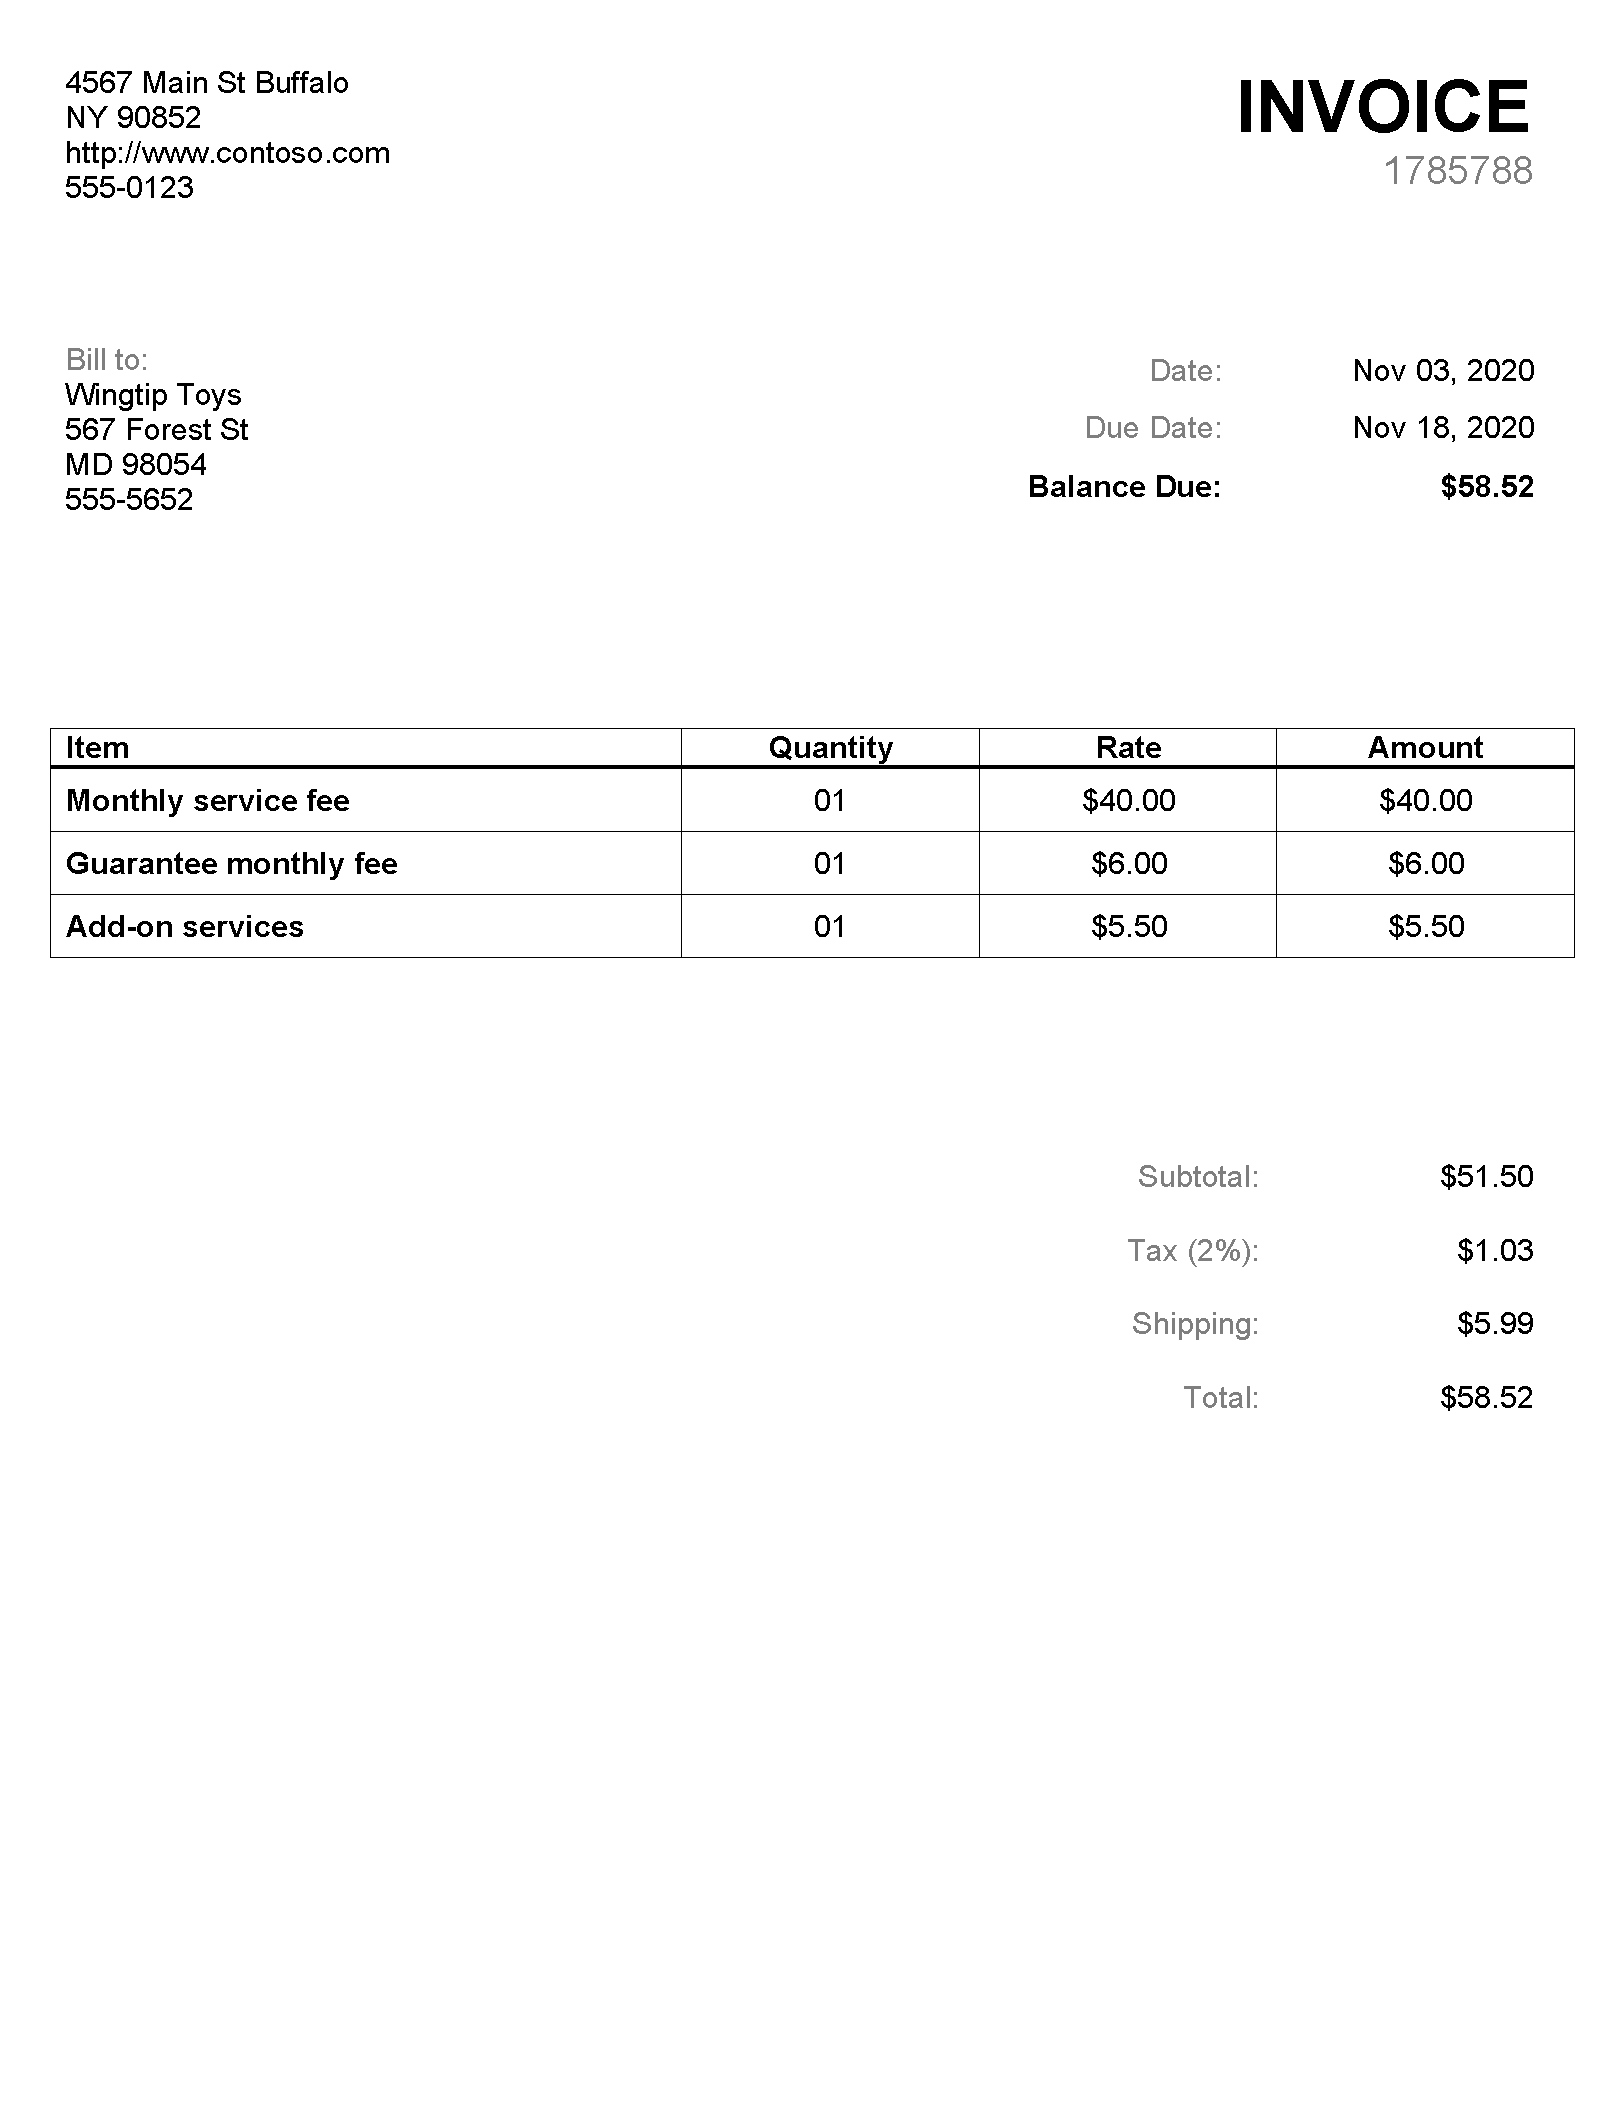 4567 Main St Buffalo
NY 90852
http://www.contoso.com
555-0123
INVOICE
1785788
Bill to:
Wingtip Toys
567 Forest St
MD 98054
555-5652
Date: Nov 03, 2020
Due Date: Nov 18, 2020
Balance Due: $58.52
Item Quantity Rate Amount
Monthly service fee 01 $40.00 $40.00
Guarantee monthly fee 01 $6.00 $6.00
Add-on services 01 $5.50 $5.50
Subtotal: $51.50
Tax (2%): $1.03
Shipping: $5.99
Total: $58.52